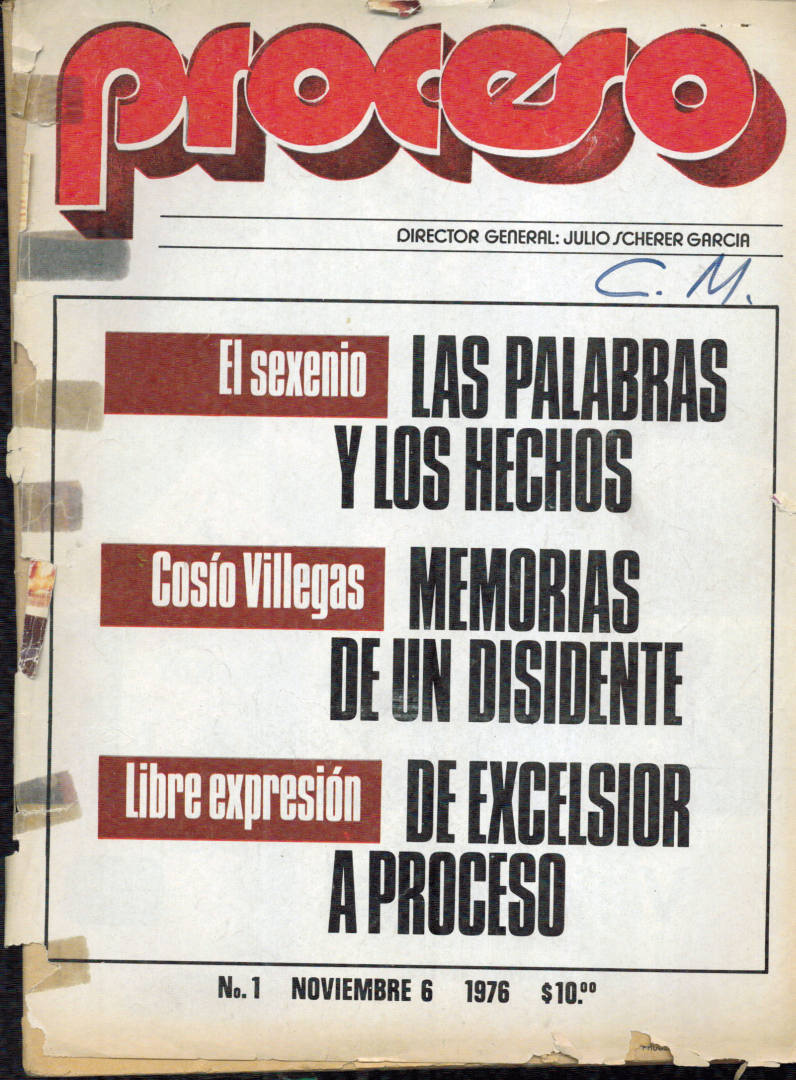 proceso
DIRECTOR GENERAL: JULIO SCHERER GARCIA
C. M.
El sexenio LAS PALABRAS
Y LOS HECHOS
Cosío Villegas MEMORIAS
DE UN DISIDENTE
Libre expresión DE EXCELSIOR
A PROCESO
No. 1 NOVIEMBRE 6 1976 $10.00